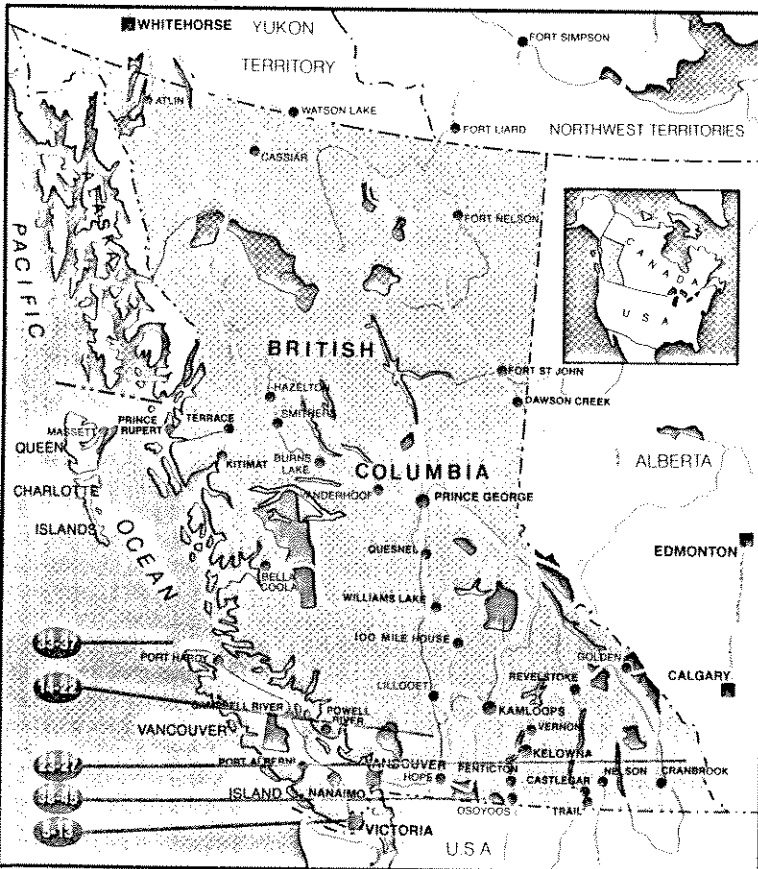 WHITEHORSE
YUKON
TERRITORY
FORT SIMPSON
ATLIN
WATSON LAKE
FORT LIARD
NORTHWEST TERRITORIES
CASSIAR
ALASKA
FORT NELSON
PACIFIC
OCEAN
CANADA
USA
BRITISH
COLUMBIA
FORT ST JOHN
HAZELTON
DAWSON CREEK
SMITHERS
MASSETT
PRINCE
RUPERT
TERRACE
QUEEN
CHARLOTTE
ISLANDS
KITIMAT
BURNS
LAKE
ALBERTA
ANDERHOOF
PRINCE GEORGE
EDMONTON
QUESNEL
BELLA
COOLA
WILLIAMS LAKE
100 MILE HOUSE
GOLDEN
PORT HARDY
REVELSTOKE
CALGARY
LILLOOET
CAMPBELL RIVER
POWELL
RIVER
KAMLOOPS
VANCOUVER
ISLAND
VERNON
KELOWNA
PORT ALBERNI
VANCOUVER
PENTICTON
HOPE
CASTLEGAR
NELSON
CRANBROOK
NANAIMO
OSOYOOS
TRAIL
VICTORIA
U.S.A